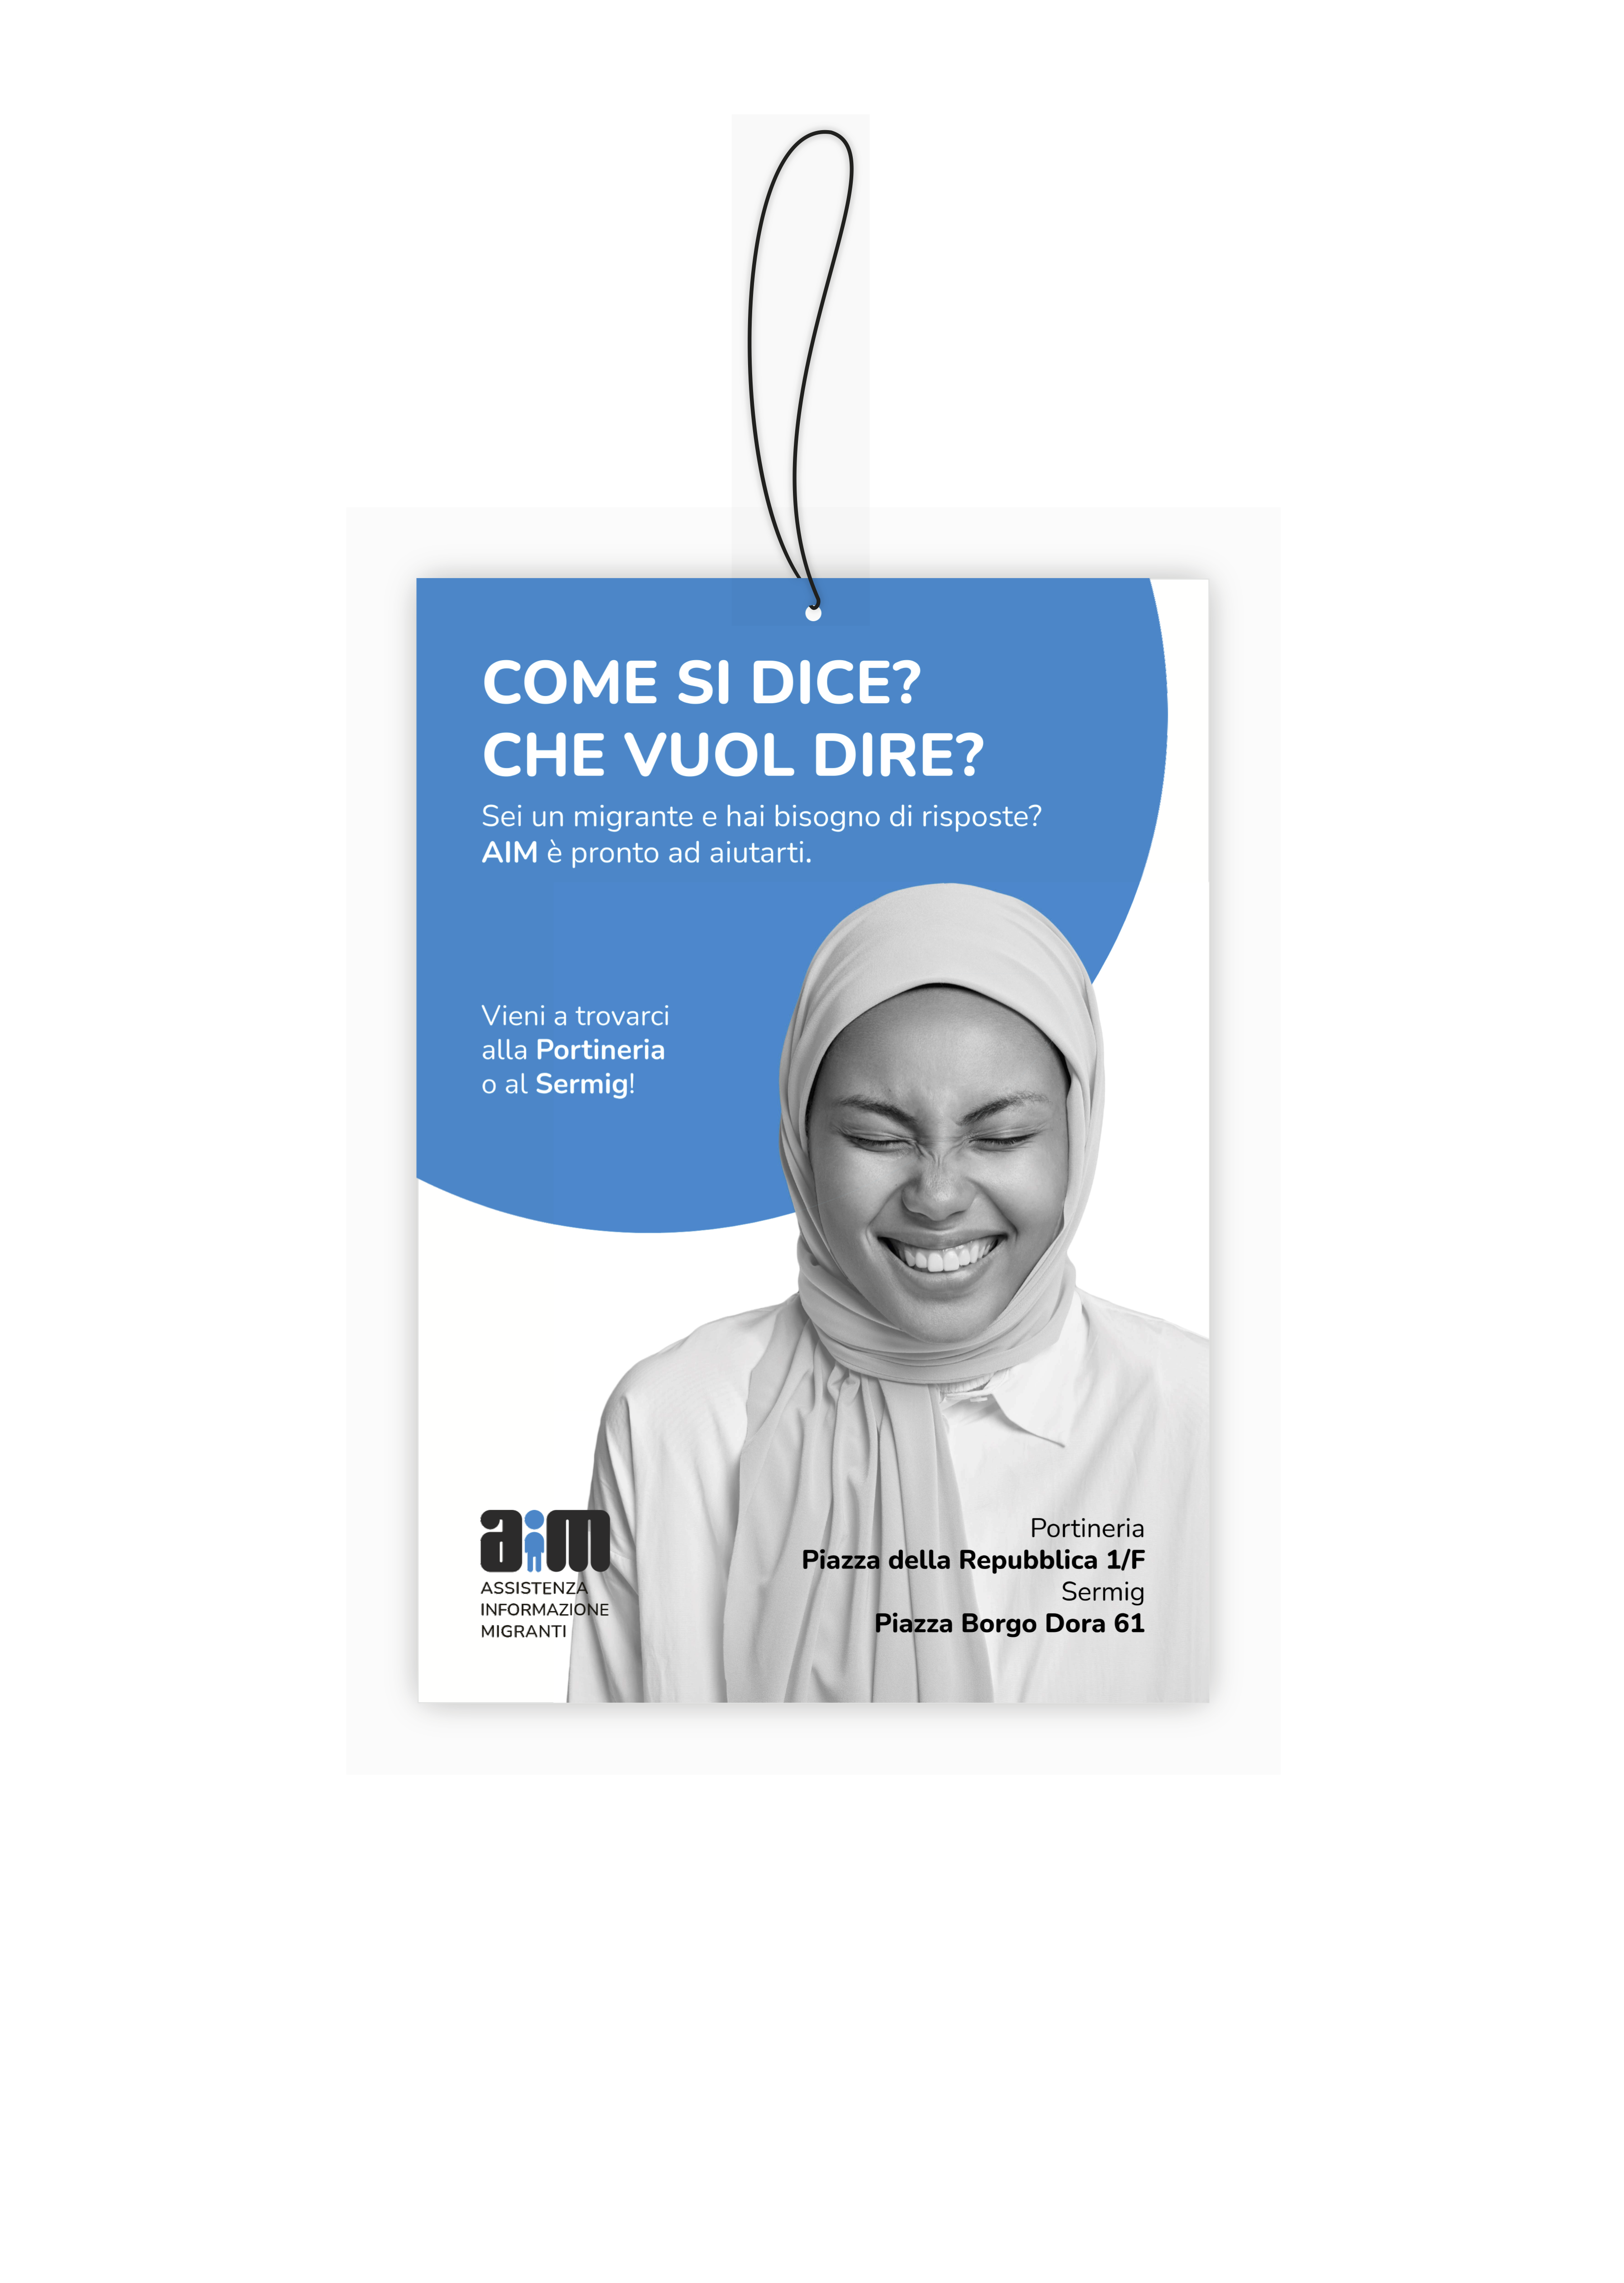 COME SI DICE?
CHE VUOL DIRE?
Sei un migrante e hai bisogno di risposte?
AIM è pronto ad aiutarti.
Vieni a trovarci
alla Portineria
o al Sermig!
aim
ASSISTENZA
INFORMAZIONE
MIGRANTI
Portineria
Piazza della Repubblica 1/F
Sermig
Piazza Borgo Dora 61